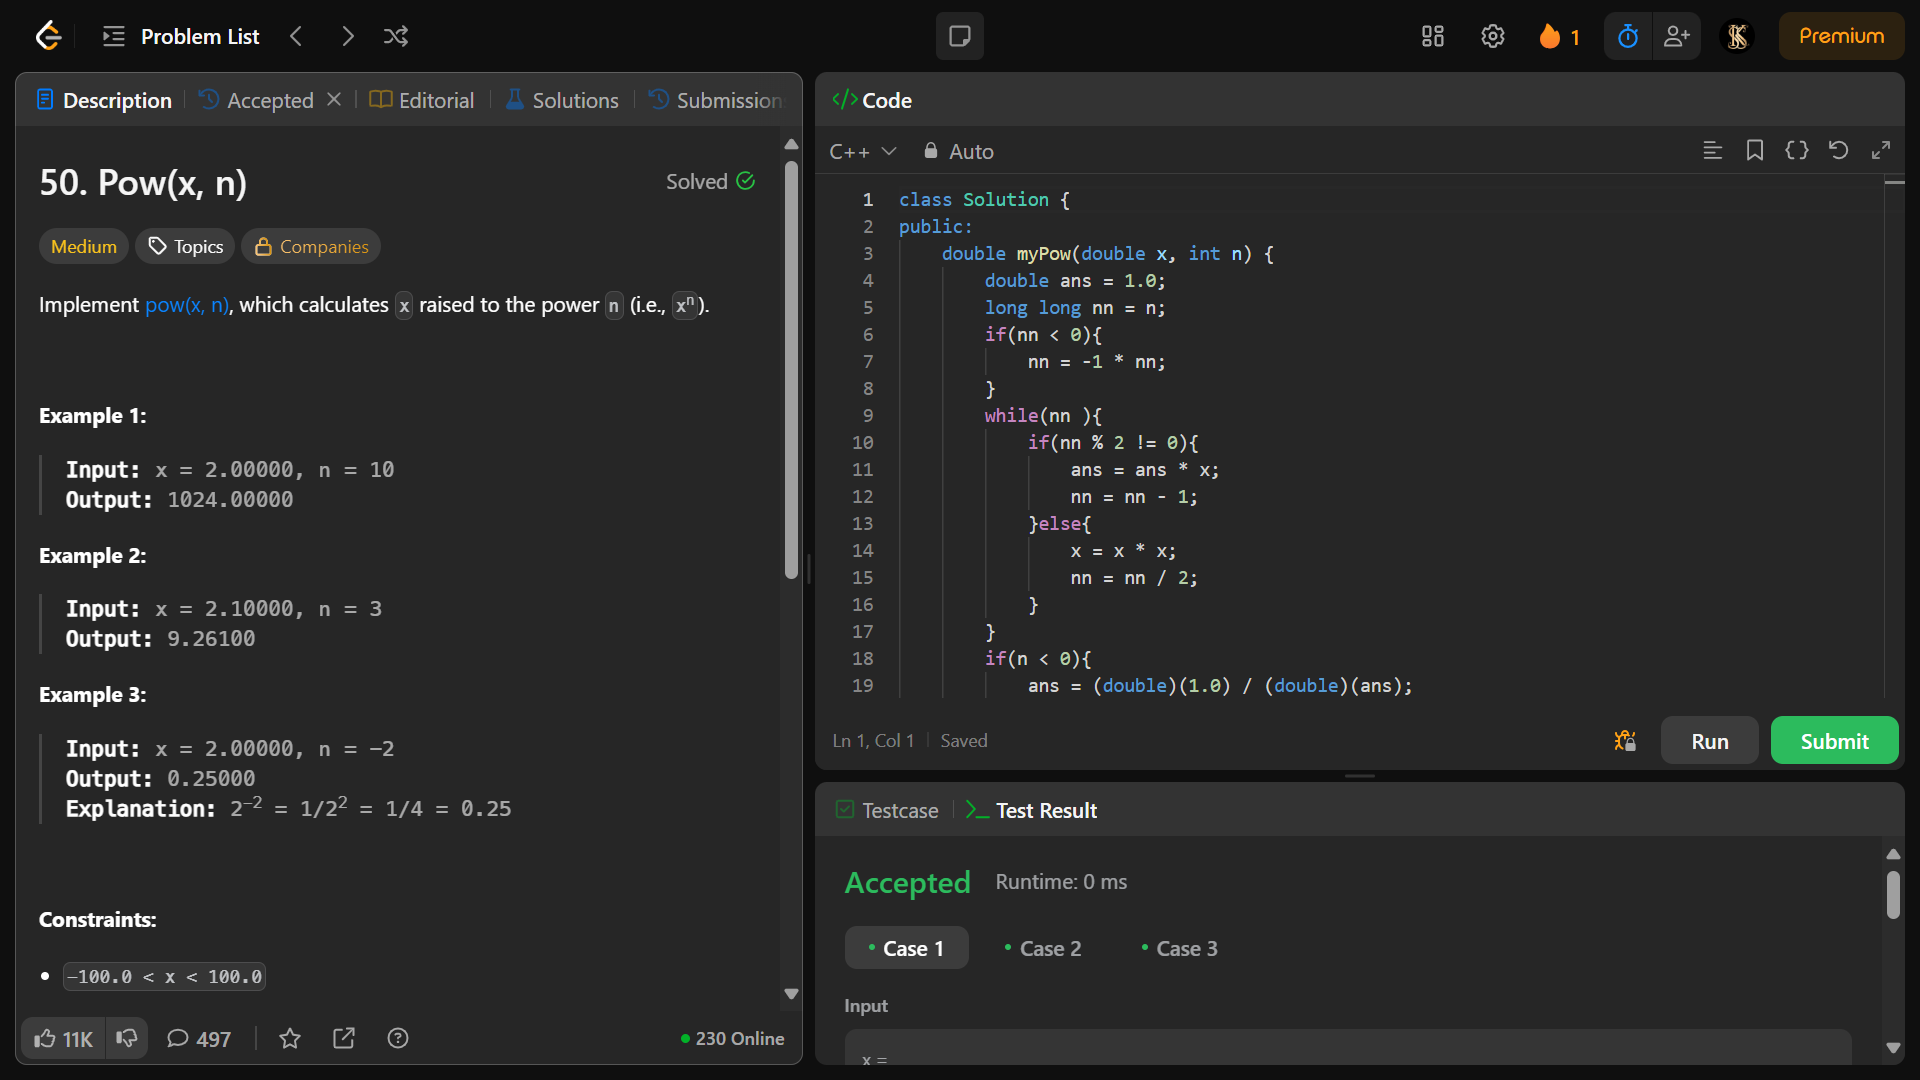 Problem List
1
Premium
Description
Accepted
Editorial
Solutions
Submission
50. Pow(x, n)
Solved
Medium
Topics
Companies
Implement pow(x, n), which calculates x raised to the power n (i.e., xⁿ).
Example 1:
Input: x = 2.00000, n = 10
Output: 1024.00000
Example 2:
Input: x = 2.10000, n = 3
Output: 9.26100
Example 3:
Input: x = 2.00000, n = -2
Output: 0.25000
Explanation: 2⁻² = 1/2² = 1/4 = 0.25
Constraints:
-100.0 < x < 100.0
11K
497
230 Online
</> Code
C++
Auto
1 class Solution {
2 public:
3 double myPow(double x, int n) {
4 double ans = 1.0;
5 long long nn = n;
6 if(nn < 0){
7 nn = -1 * nn;
8 }
9 while(nn ){
10 if(nn % 2 != 0){
11 ans = ans * x;
12 nn = nn - 1;
13 }else{
14 x = x * x;
15 nn = nn / 2;
16 }
17 }
18 if(n < 0){
19 ans = (double)(1.0) / (double)(ans);
Ln 1, Col 1
Saved
Run
Submit
Testcase
Test Result
Accepted
Runtime: 0 ms
Case 1
Case 2
Case 3
Input
x =